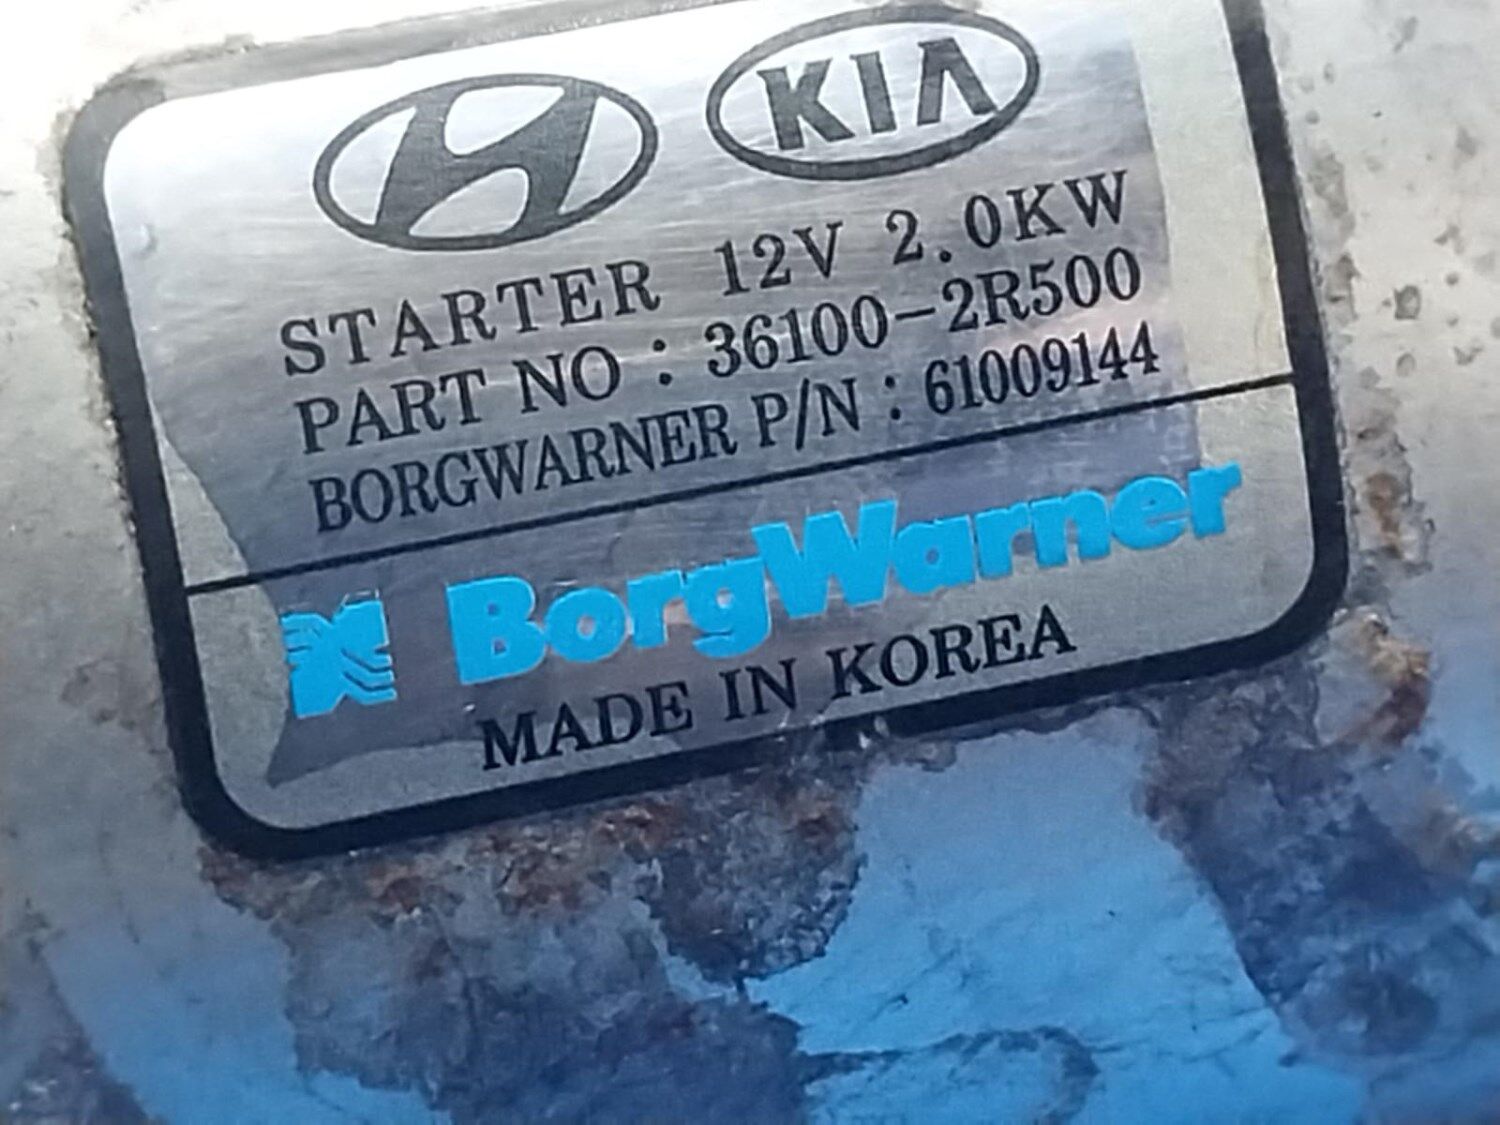 KIA
STARTER 12V 2.0KW
PART NO : 36100-2R500
BORGWARNER P/N : 61009144
BorgWarner
MADE IN KOREA